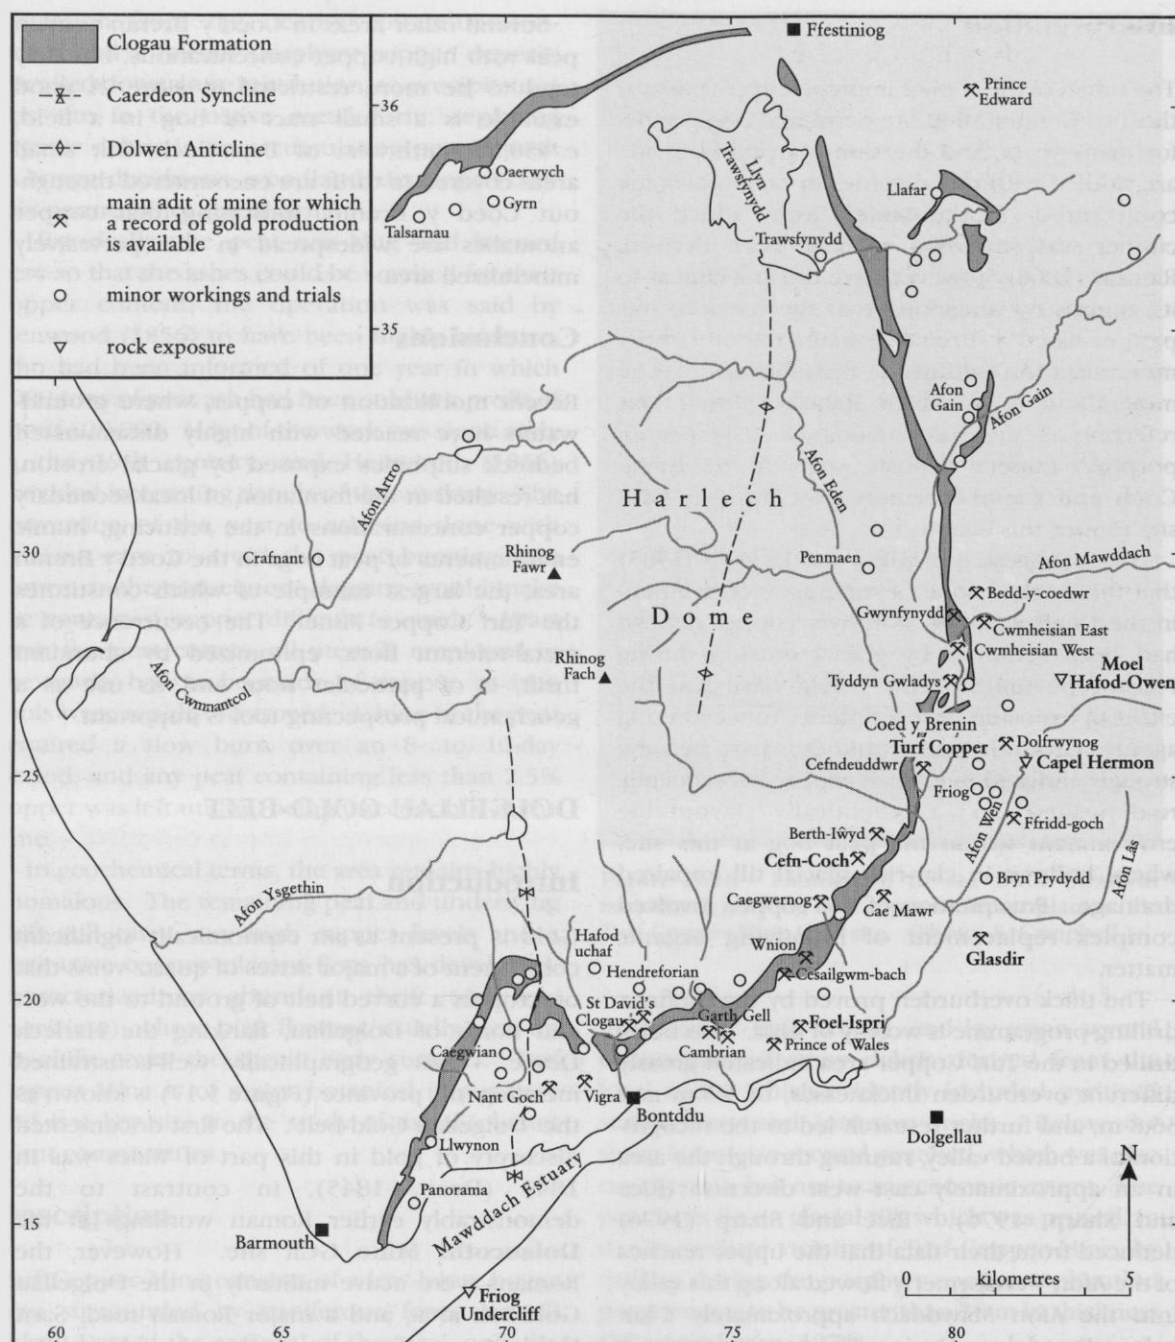 Clogau Formation
Caerdeon Syncline
Dolwen Anticline
main adit of mine for which
a record of gold production
is available
minor workings and trials
rock exposure
Ffestiniog
Prince
Edward
36
Oaerwych
Gyrn
Talsarnau
Llyn
Trawsfynydd
Llafar
Trawsfynydd
35
Afon
Gain
Afon Gain
Afon Artro
Afon Eden
Harlech
Dome
30
Crafnant
Rhinog
Fawr
Penmaen
Afon Mawddach
Bedd-y-coedwr
Gwynfynydd
Cwmheisian East
Cwmheisian West
Rhinog
Fach
Moel
Hafod-Owen
Tyddyn Gwladys
Afon Cwmnantcol
Coed y Brenin
Turf Copper
Dolfrwynog
Capel Hermon
Cefndeuddwr
25
Friog
Afon Wen
Ffridd-goch
Berth-lŵyd
Afon Lâs
Cefn-Coch
Bryn Prydydd
Afon Ysgethin
Caegwernog
Cae Mawr
Hafod
uchaf
Wnion
Glasdir
Hendreforian
Cesailgwm-bach
20
St David's
Clogau
Garth Gell
Foel-Ispri
Caegwian
Cambrian
Prince of Wales
Nant Goch
Vigra
Bontddu
Dolgellau
Llwyn
N
Panorama
Mawddach Estuary
15
Barmouth
0 kilometres 5
Friog
Undercliff
60 65 70 75 80